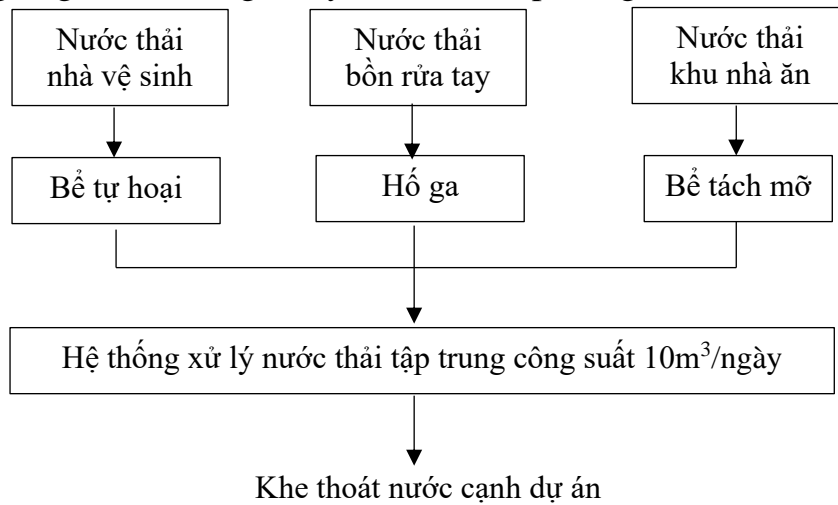 Nước thải
nhà vệ sinh
Nước thải
bồn rửa tay
Nước thải
khu nhà ăn
Bể tự hoại
Hố ga
Bể tách mỡ
Hệ thống xử lý nước thải tập trung công suất 10m³/ngày
Khe thoát nước cạnh dự án